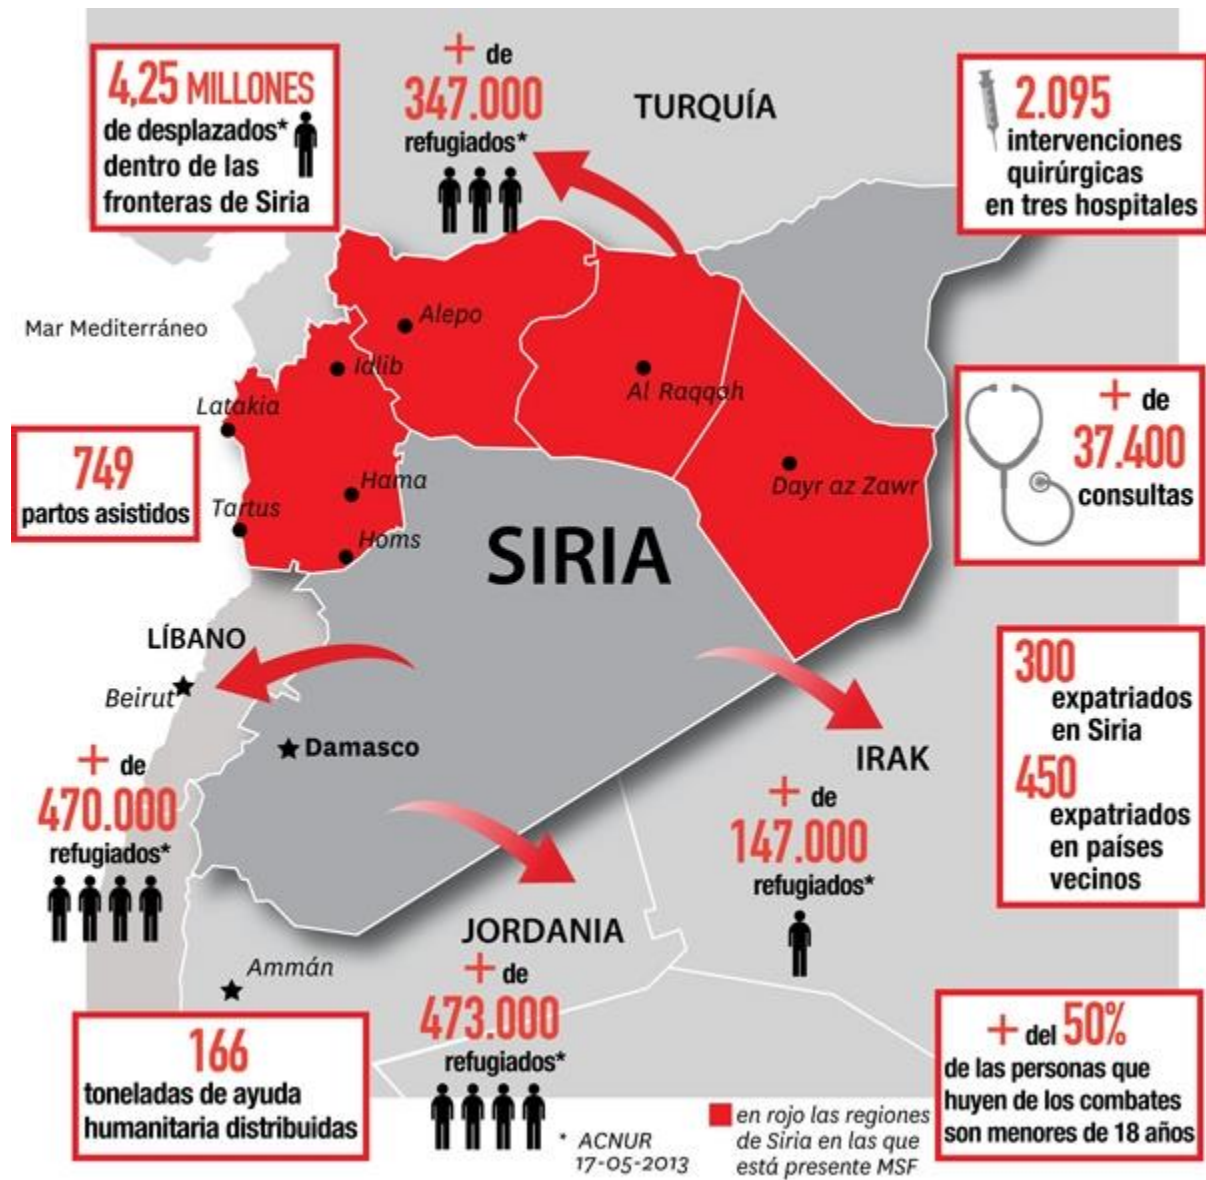 4,25 MILLONES
de desplazados*
dentro de las
fronteras de Siria
+ de
347.000
refugiados*
TURQUÍA
2.095
intervenciones
quirúrgicas
en tres hospitales
Mar Mediterráneo
Alepo
Idlib
Al Raqqah
Latakia
+ de
37.400
consultas
749
partos asistidos
Hama
Dayr az Zawr
Tartus
Homs
SIRIA
LÍBANO
Beirut
Damasco
300
expatriados
en Siria
450
expatriados
en países
vecinos
IRAK
+ de
147.000
refugiados*
+ de
470.000
refugiados*
JORDANIA
+ de
473.000
refugiados*
Ammán
166
toneladas de ayuda
humanitaria distribuidas
* ACNUR
17-05-2013
en rojo las regiones
de Siria en las que
está presente MSF
+ del 50%
de las personas que
huyen de los combates
son menores de 18 años